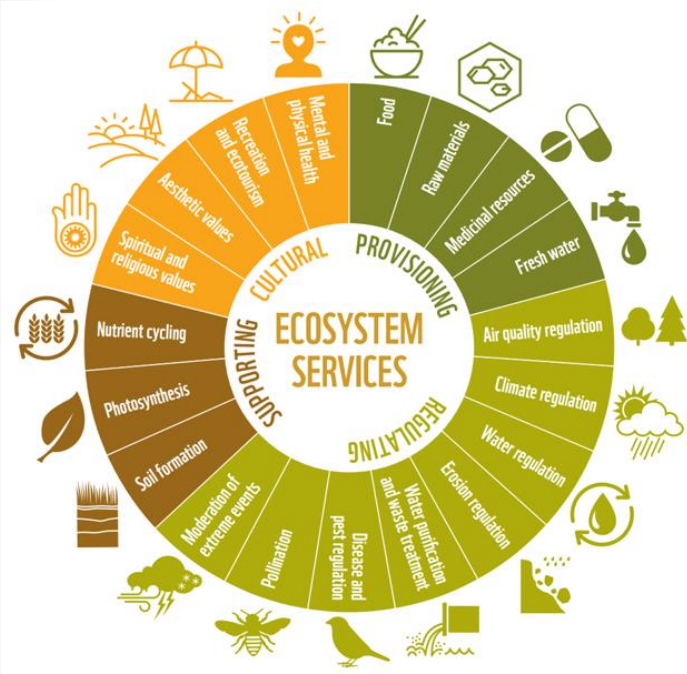 ECOSYSTEM
SERVICES
PROVISIONING
Food
Raw materials
Medicinal resources
Fresh water
REGULATING
Air quality regulation
Climate regulation
Water regulation
Erosion regulation
Water purification
and waste treatment
Disease and
pest regulation
Pollination
Moderation of
extreme events
SUPPORTING
Soil formation
Photosynthesis
Nutrient cycling
CULTURAL
Spiritual and
religious values
Aesthetic values
Recreation
and ecotourism
Mental and
physical health